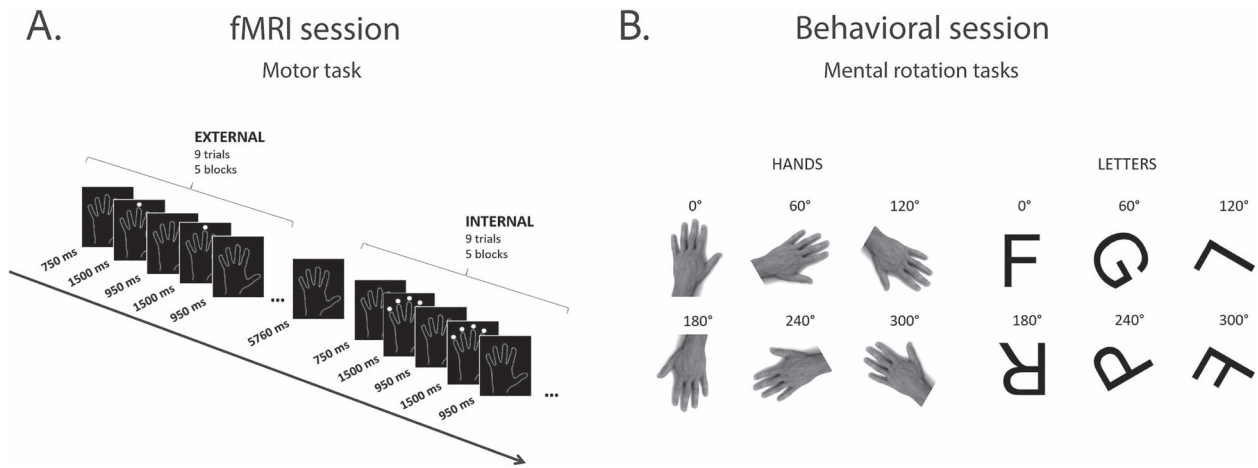 A.
fMRI session
Motor task
EXTERNAL
9 trials
5 blocks
INTERNAL
9 trials
5 blocks
750 ms
1500 ms
950 ms
1500 ms
950 ms
...
5760 ms
750 ms
1500 ms
950 ms
1500 ms
950 ms
...
B.
Behavioral session
Mental rotation tasks
HANDS
0° 60° 120°
180° 240° 300°
LETTERS
0° 60° 120°
F G L
180° 240° 300°
R P F